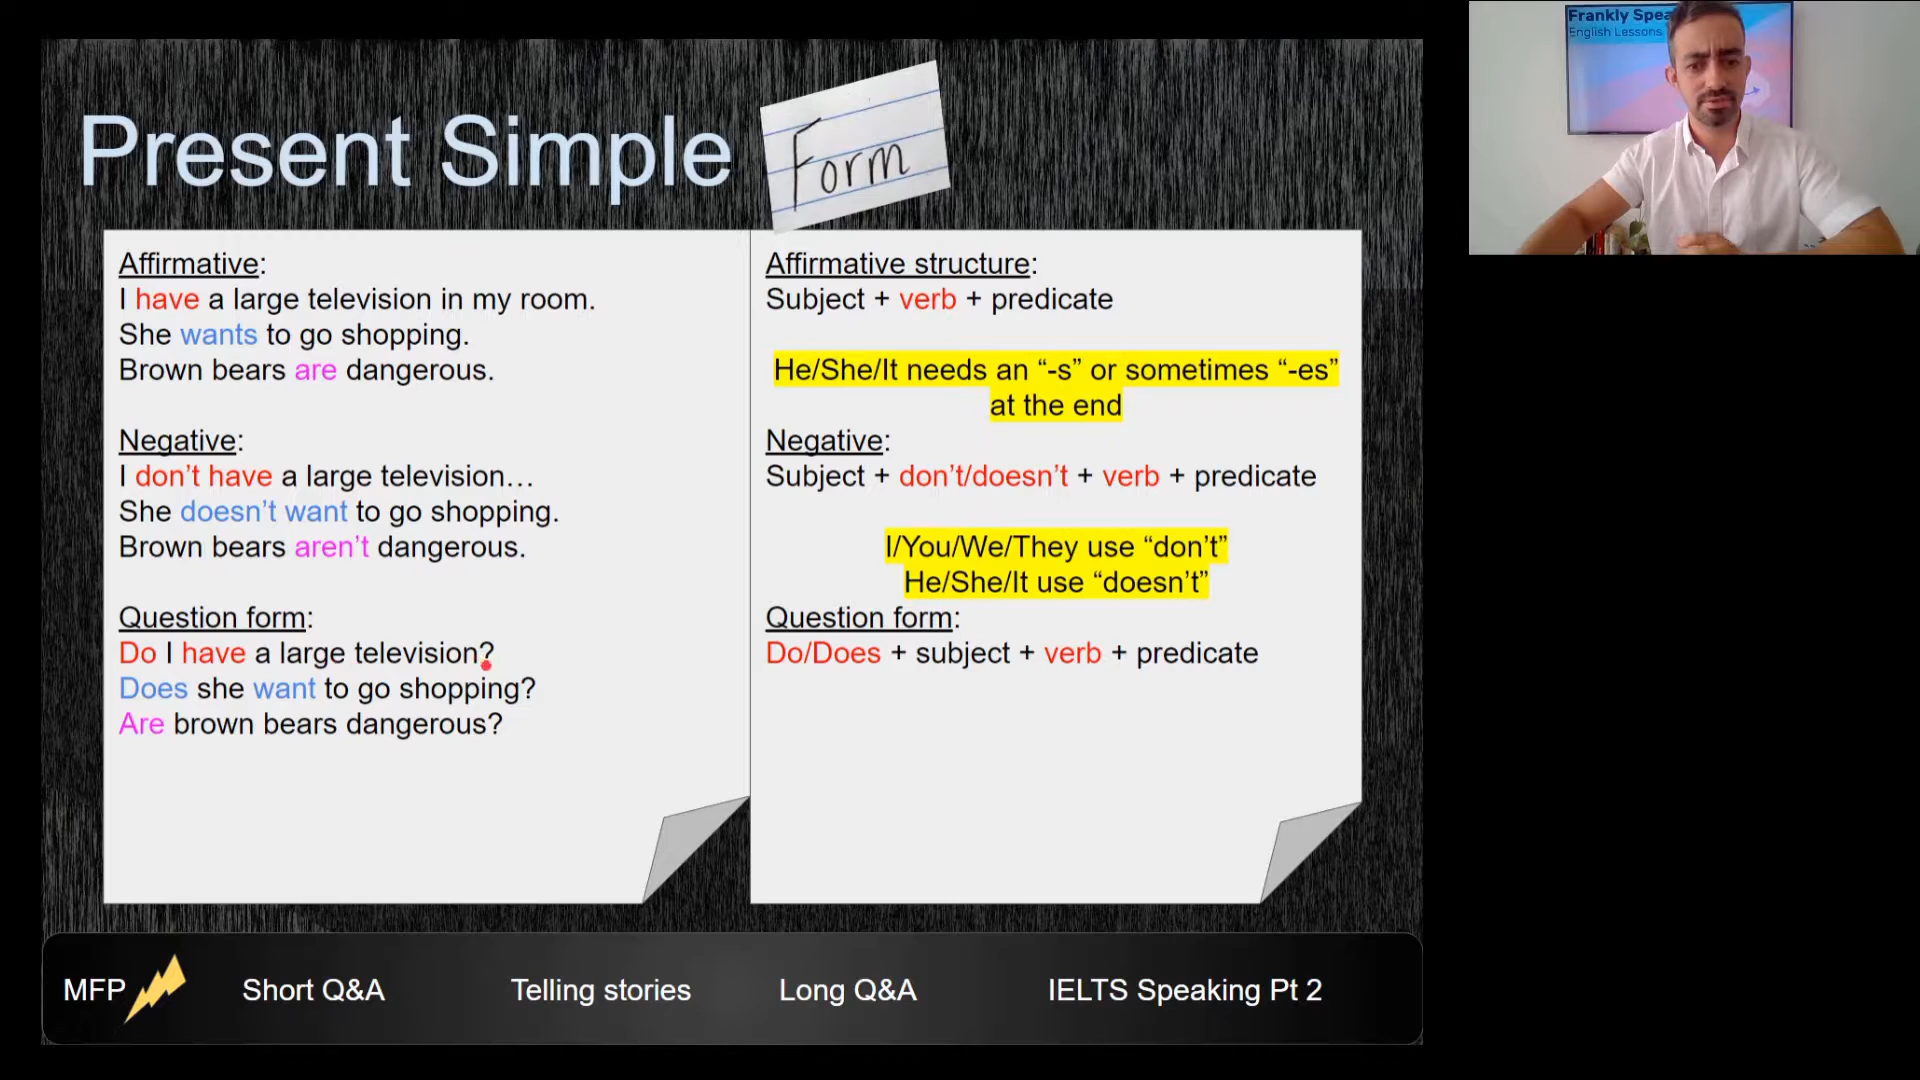 Present Simple
Form
Affirmative:
I have a large television in my room.
She wants to go shopping.
Brown bears are dangerous.
Negative:
I don’t have a large television…
She doesn’t want to go shopping.
Brown bears aren’t dangerous.
Question form:
Do I have a large television?
Does she want to go shopping?
Are brown bears dangerous?
Affirmative structure:
Subject + verb + predicate
He/She/It needs an “-s” or sometimes “-es”
at the end
Negative:
Subject + don’t/doesn’t + verb + predicate
I/You/We/They use “don’t”
He/She/It use “doesn’t”
Question form:
Do/Does + subject + verb + predicate
MFP
Short Q&A
Telling stories
Long Q&A
IELTS Speaking Pt 2
Frankly
English Lessons